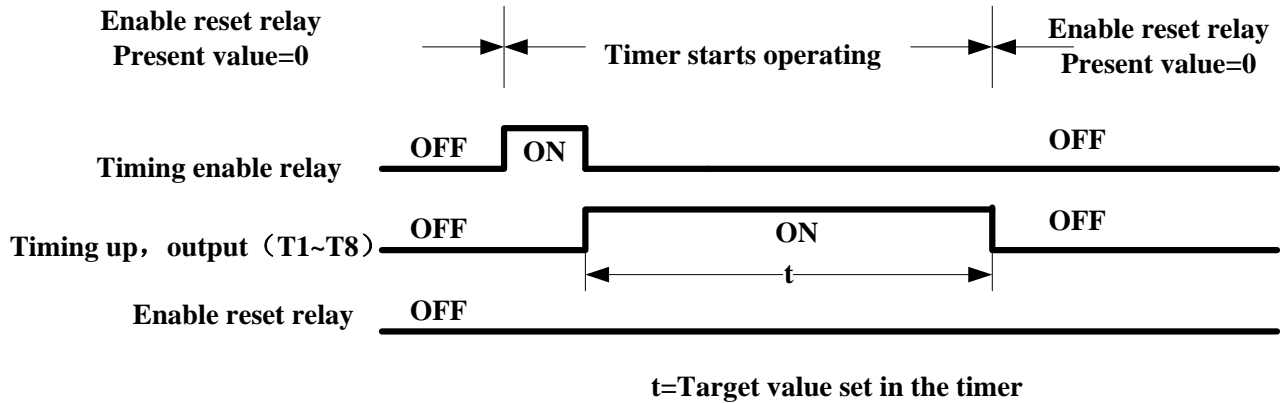 Enable reset relay
Present value=0
Timer starts operating
Enable reset relay
Present value=0
Timing enable relay
OFF
ON
OFF
Timing up，output（T1~T8）
OFF
ON
OFF
t
Enable reset relay
OFF
t=Target value set in the timer